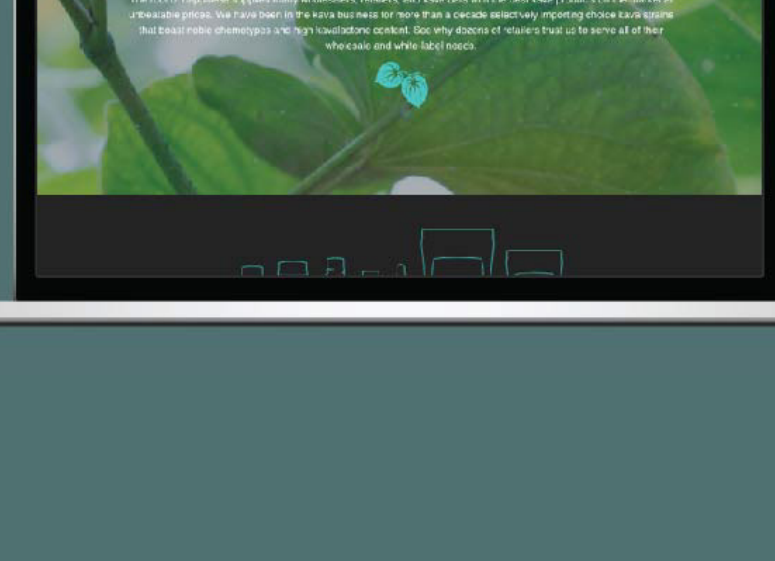 unbeatable prices. We have been in the kava business for more than a decade selectively importing choice kava strains
that boast noble chemotypes and high kavalactone content. See why dozens of retailers trust us to serve all of their
wholesale and white label needs.